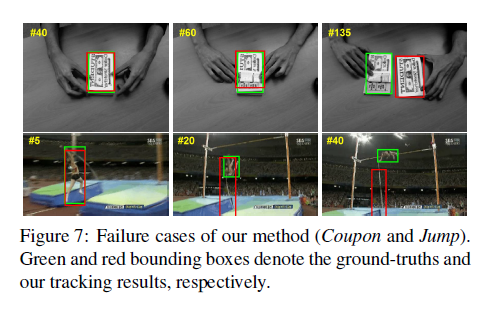 #40
#60
#135
#5
#20
#40
Figure 7: Failure cases of our method (Coupon and Jump).
Green and red bounding boxes denote the ground-truths and
our tracking results, respectively.